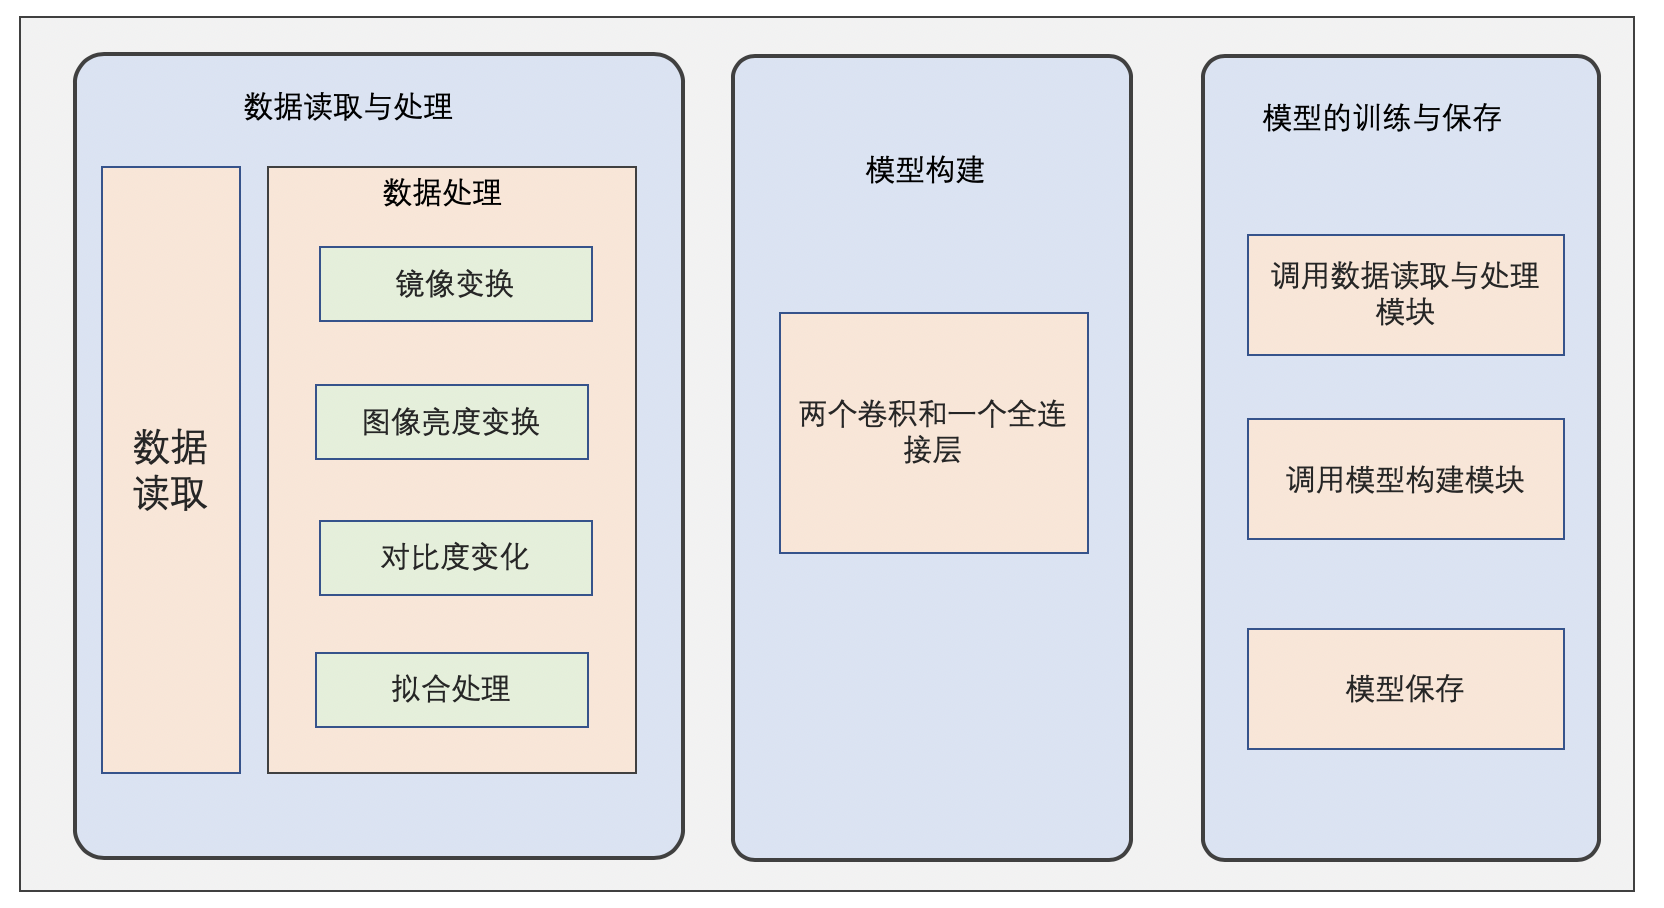 数据读取与处理
数据
读取
数据处理
镜像变换
图像亮度变换
对比度变化
拟合处理
模型构建
两个卷积和一个全连
接层
模型的训练与保存
调用数据读取与处理
模块
调用模型构建模块
模型保存